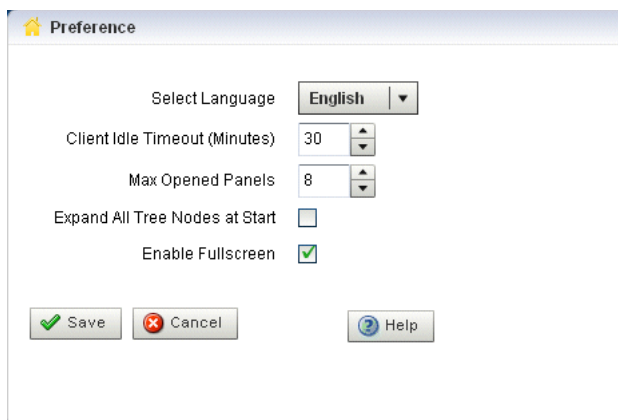 Preference
Select Language English
Client Idle Timeout (Minutes) 30
Max Opened Panels 8
Expand All Tree Nodes at Start
Enable Fullscreen
Save Cancel Help